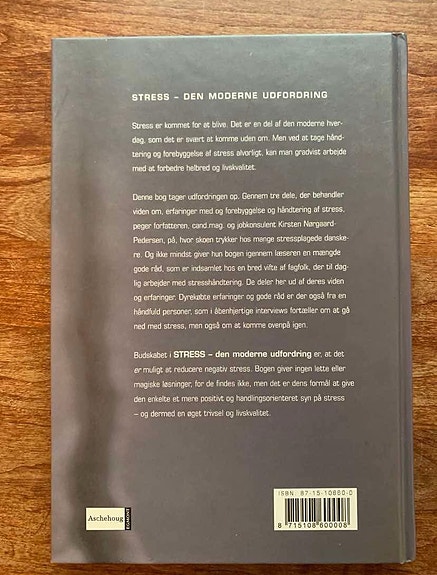 STRESS – DEN MODERNE UDFORDRING
Stress er kommet for at blive. Det er en del af den moderne hver-
dag, som det er svært at komme uden om. Men ved at tage hånd-
tering og forebyggelse af stress alvorligt, kan man gradvist arbejde
med at forbedre helbred og livskvalitet.
Denne bog tager udfordringen op. Gennem tre dele, der behandler
viden om, erfaringer med og forebyggelse og håndtering af stress,
peger forfatteren, cand.mag. og jobkonsulent Kirsten Nørgaard-
Pedersen, på, hvor skoen trykker hos mange stressplagede danske-
re. Og ikke mindst giver hun bogen igennem læseren en mængde
gode råd, som er indsamlet hos en bred vifte af fagfolk, der til dag-
lig arbejder med stresshåndtering. De deler her ud af deres viden
og erfaringer. Dyrekøbte erfaringer og gode råd er der også fra en
håndfuld personer, som i åbenhjertige interviews fortæller om at gå
ned med stress, men også om at komme ovenpå igen.
Budskabet i STRESS – den moderne udfordring er, at det
er muligt at reducere negativ stress. Bogen giver ingen lette eller
magiske løsninger, for de findes ikke, men det er dens formål at give
den enkelte et mere positivt og handlingsorienteret syn på stress
– og dermed en øget trivsel og livskvalitet.
ISBN 87-15-10860-0
8 715108 600008
Aschehoug
EGMONT